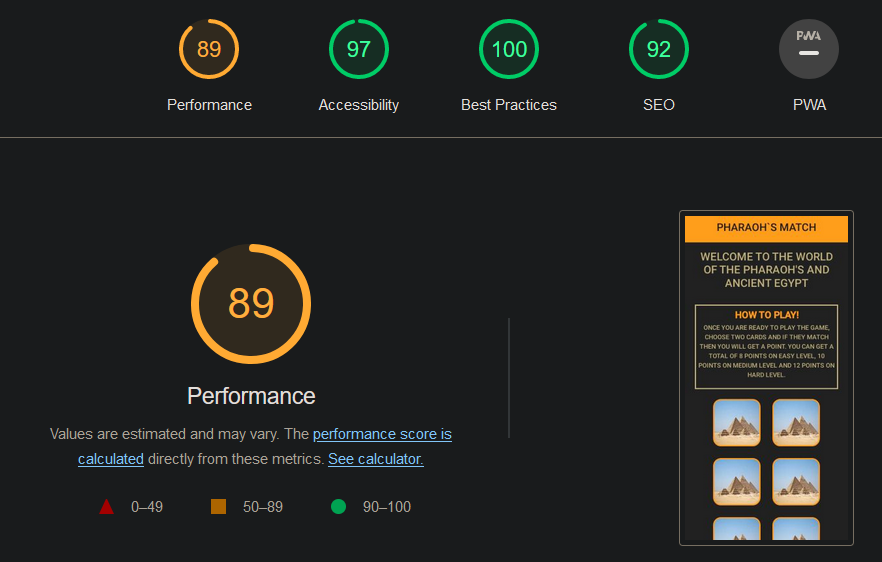 89
97
100
92
PWA
Performance
Accessibility
Best Practices
SEO
PWA
89
Performance
Values are estimated and may vary. The performance score is
calculated directly from these metrics. See calculator.
0–49
50–89
90–100
PHARAOH`S MATCH
WELCOME TO THE WORLD
OF THE PHARAOH'S AND
ANCIENT EGYPT
HOW TO PLAY!
ONCE YOU ARE READY TO PLAY THE GAME,
CHOOSE TWO CARDS AND IF THEY MATCH
THEN YOU WILL GET A POINT. YOU CAN GET A
TOTAL OF 8 POINTS ON EASY LEVEL, 10
POINTS ON MEDIUM LEVEL AND 12 POINTS ON
HARD LEVEL.